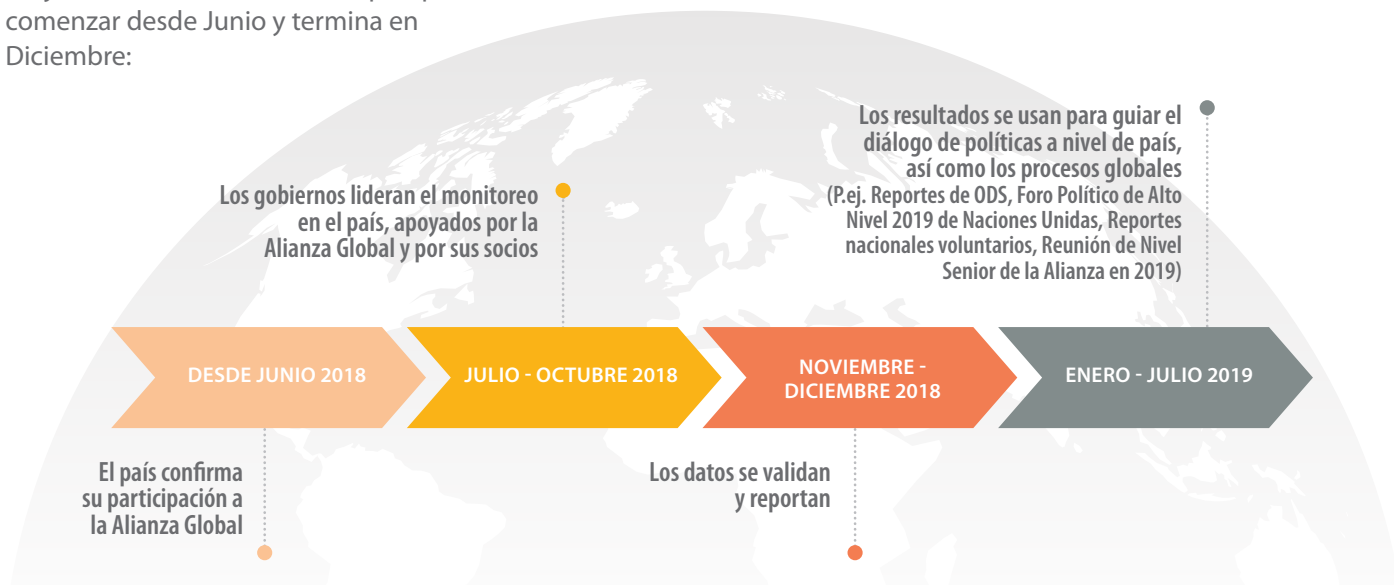 comenzar desde Junio y termina en
Diciembre:
Los gobiernos lideran el monitoreo
en el país, apoyados por la
Alianza Global y por sus socios
Los resultados se usan para guiar el
diálogo de políticas a nivel de país,
así como los procesos globales
(P.ej. Reportes de ODS, Foro Político de Alto
Nivel 2019 de Naciones Unidas, Reportes
nacionales voluntarios, Reunión de Nivel
Senior de la Alianza en 2019)
DESDE JUNIO 2018
JULIO - OCTUBRE 2018
NOVIEMBRE -
DICIEMBRE 2018
ENERO - JULIO 2019
El país confirma
su participación a
la Alianza Global
Los datos se validan
y reportan